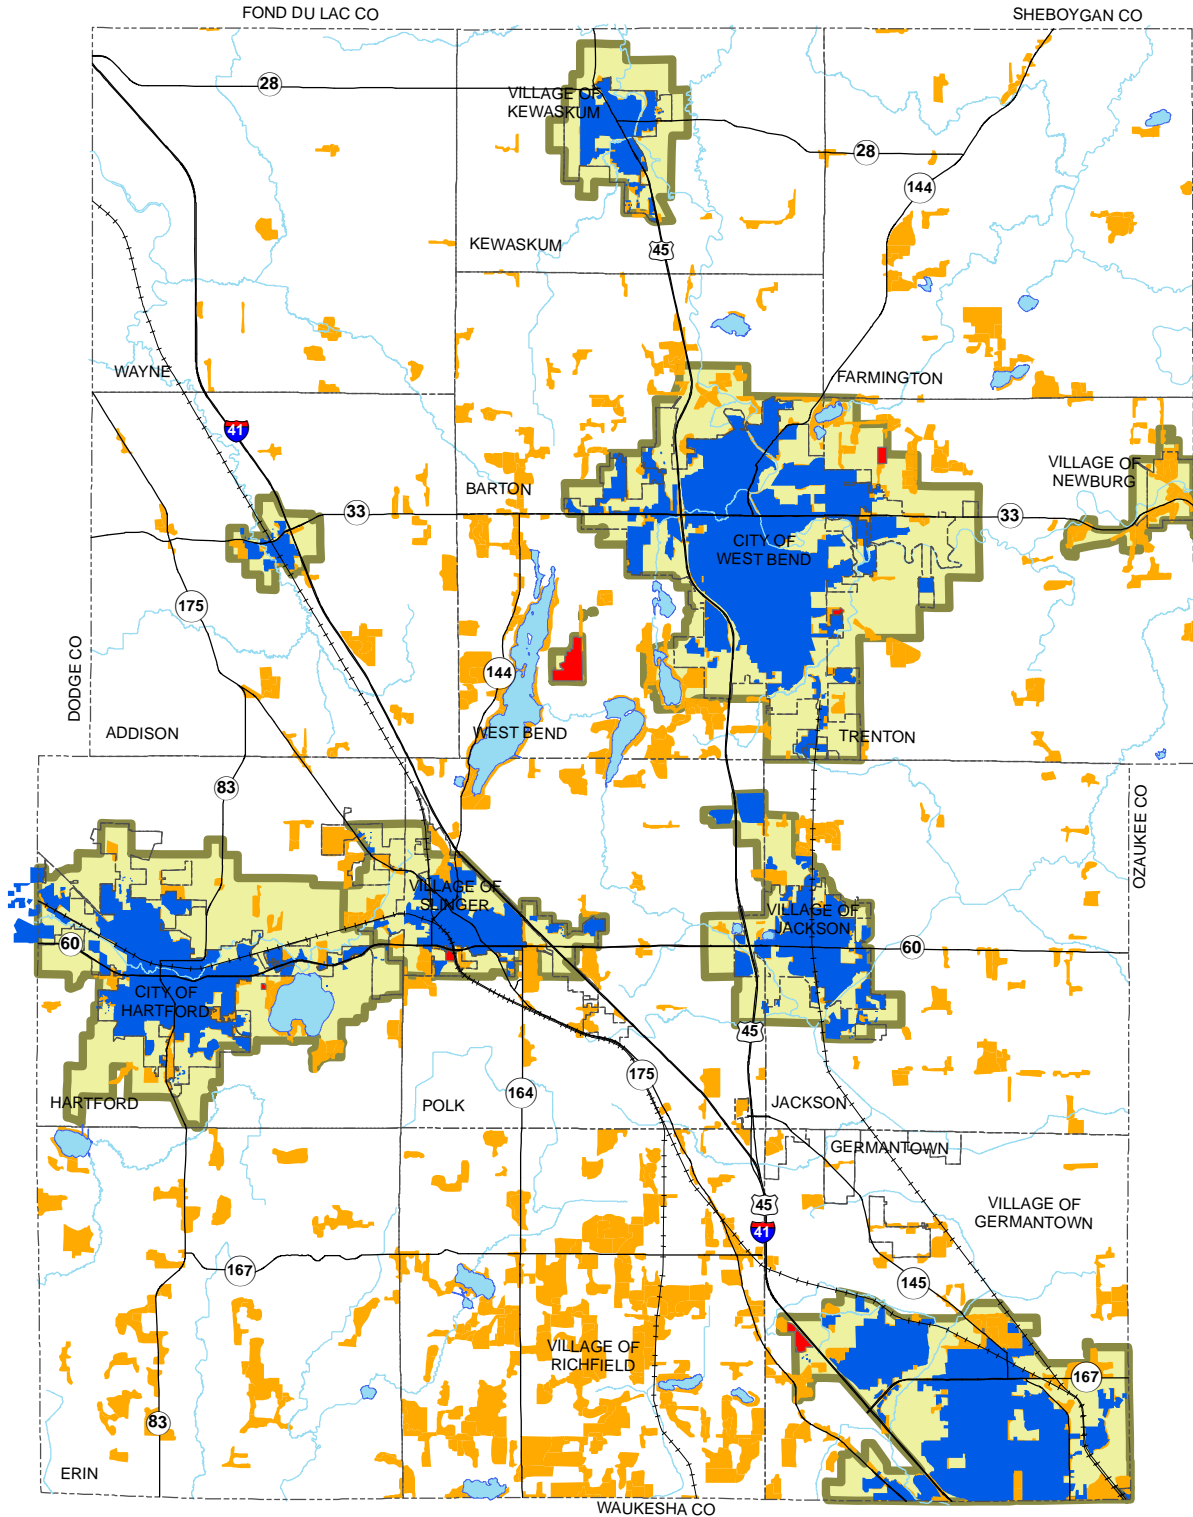 FOND DU LAC CO
SHEBOYGAN CO
28
VILLAGE OF
KEWASKUM
28
144
KEWASKUM
45
WAYNE
FARMINGTON
41
VILLAGE OF
NEWBURG
BARTON
33
33
CITY OF
WEST BEND
175
DODGE CO
144
ADDISON
WEST BEND
TRENTON
83
OZAUKEE CO
VILLAGE OF
SLINGER
VILLAGE OF
JACKSON
60
60
CITY OF
HARTFORD
45
175
164
HARTFORD
POLK
JACKSON
GERMANTOWN
45
VILLAGE OF
GERMANTOWN
41
167
145
VILLAGE OF
RICHFIELD
167
83
ERIN
WAUKESHA CO